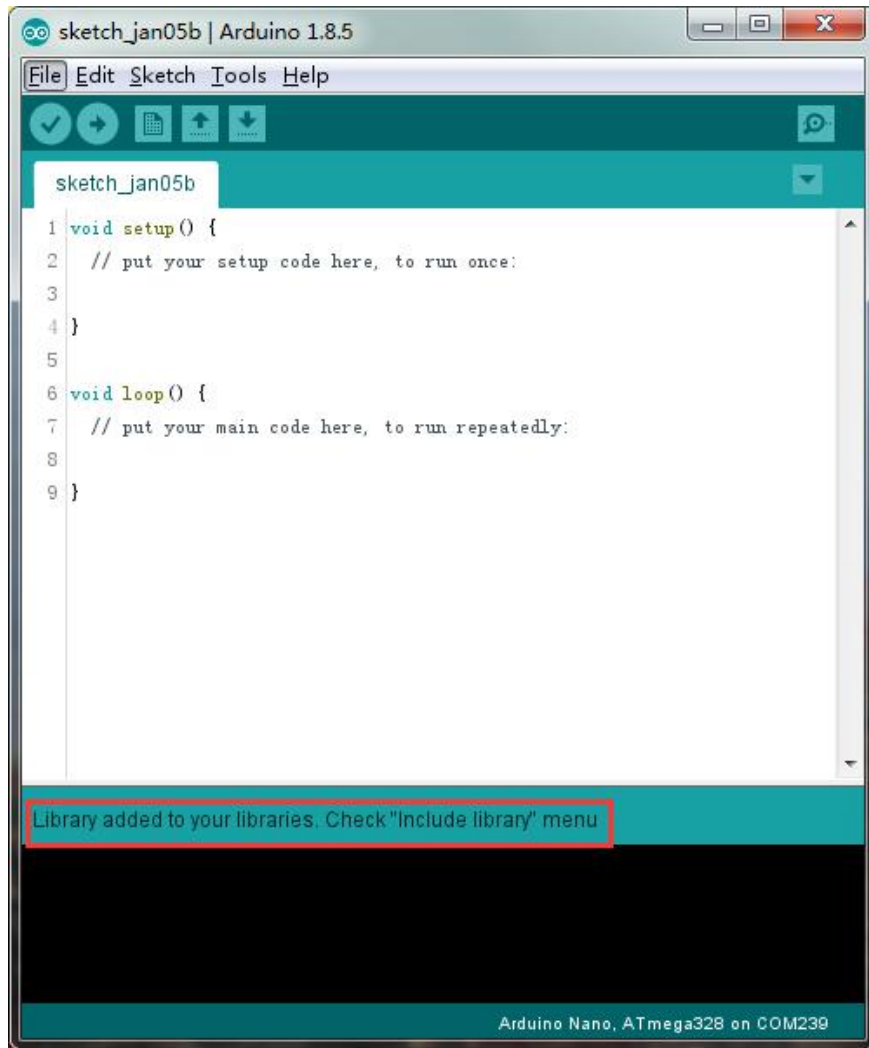 sketch_jan05b | Arduino 1.8.5
File Edit Sketch Tools Help
sketch_jan05b
1 void setup() {
2   // put your setup code here, to run once:
3
4 }
5
6 void loop() {
7   // put your main code here, to run repeatedly:
8
9 }
Library added to your libraries. Check "Include library" menu
Arduino Nano, ATmega328 on COM239